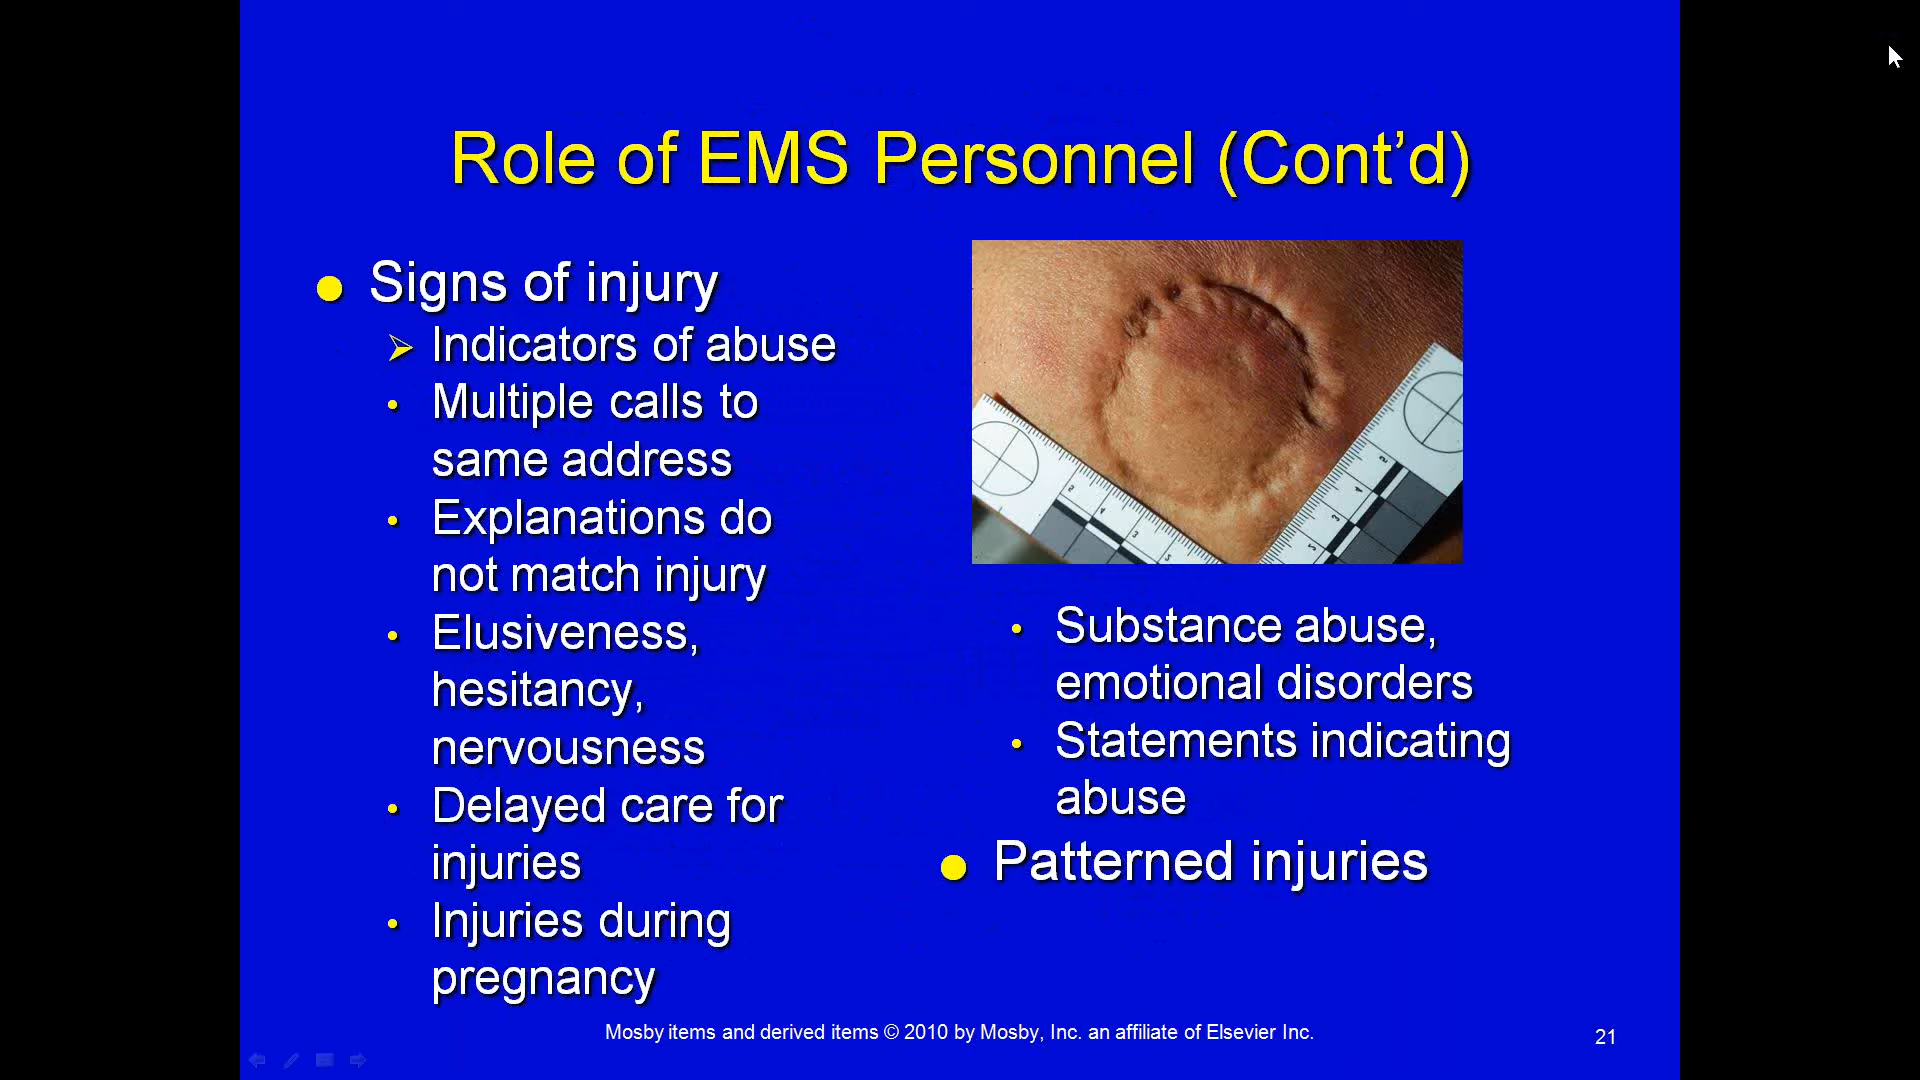 Role of EMS Personnel (Cont’d)
Signs of injury
Indicators of abuse
Multiple calls to
same address
Explanations do
not match injury
Elusiveness,
hesitancy,
nervousness
Delayed care for
injuries
Injuries during
pregnancy
Substance abuse,
emotional disorders
Statements indicating
abuse
Patterned injuries
Mosby items and derived items © 2010 by Mosby, Inc. an affiliate of Elsevier Inc.
21